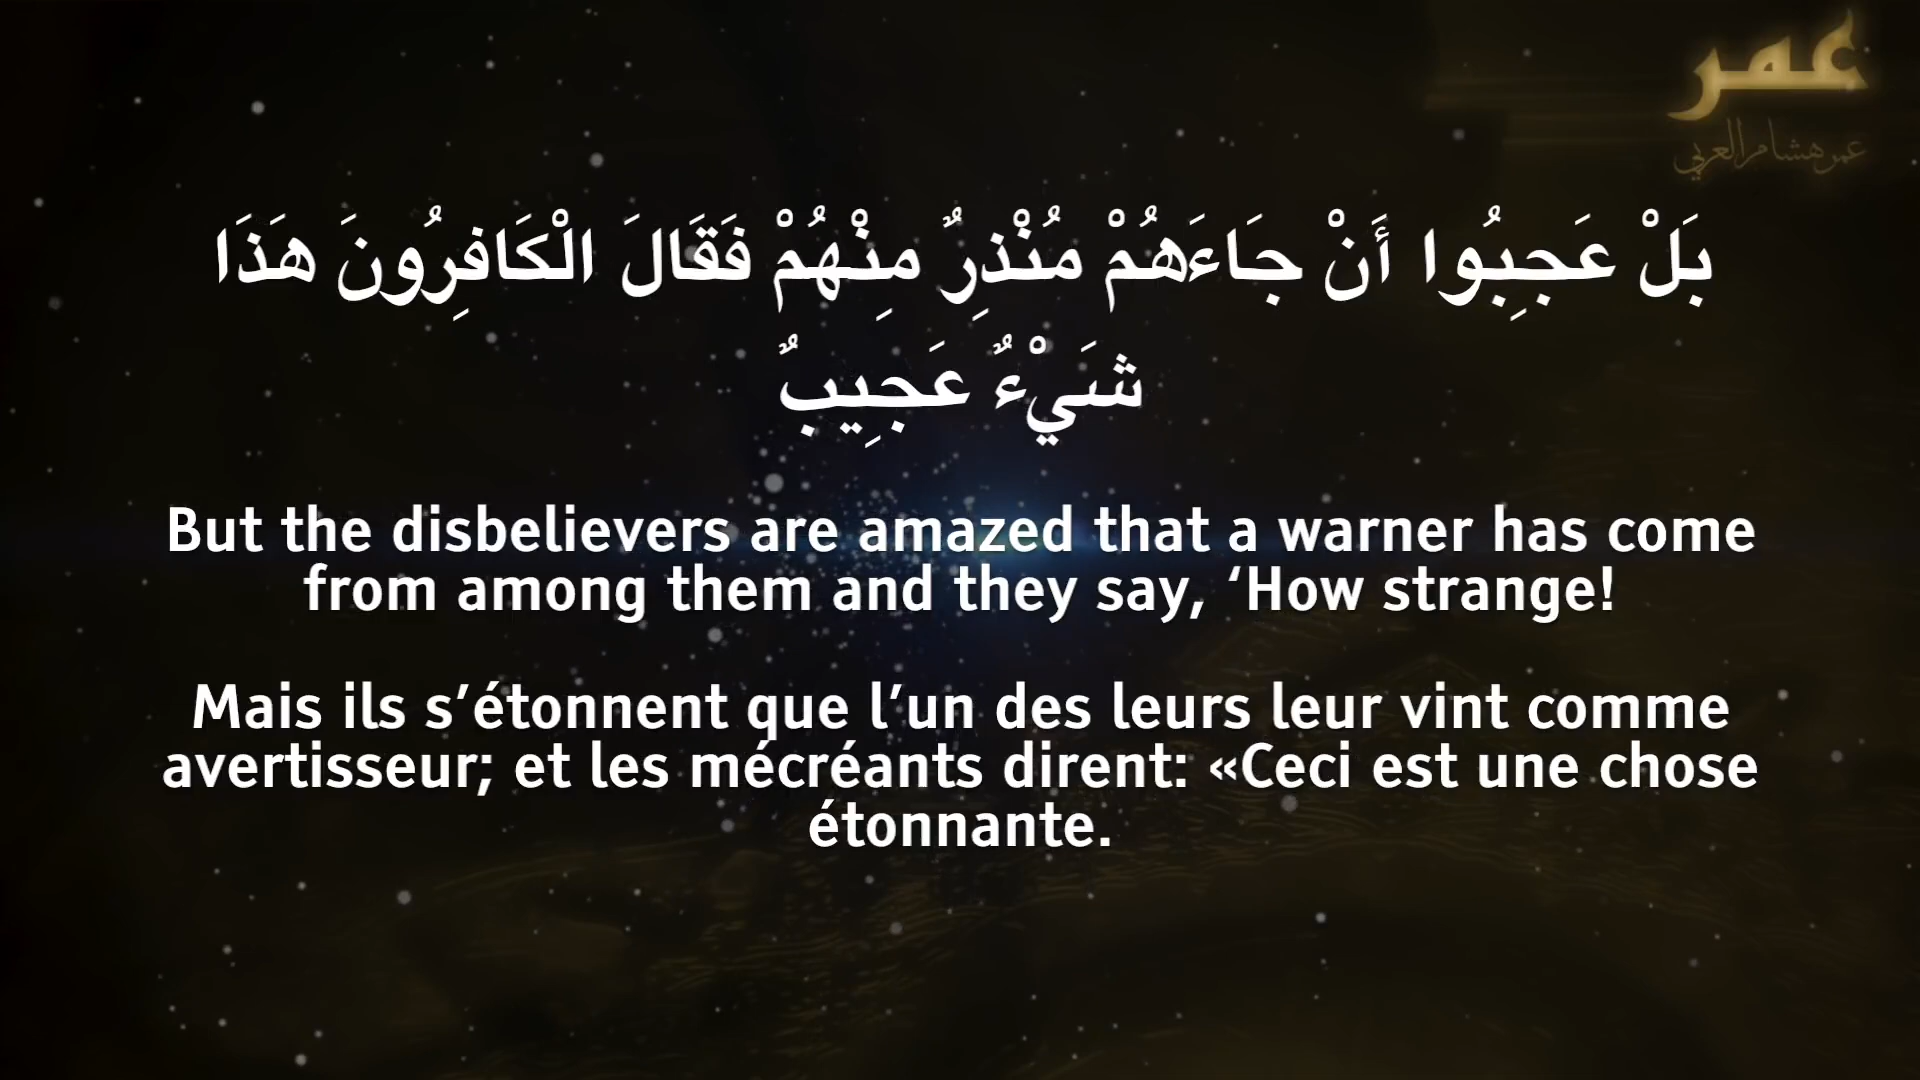 عمر
عمرهشام العربي
بَلْ عَجِبُوا أَنْ جَاءَهُمْ مُنْذِرٌ مِنْهُمْ فَقَالَ الْكَافِرُونَ هَذَا
شَيْءٌ عَجِيبٌ
But the disbelievers are amazed that a warner has come
from among them and they say, ‘How strange!
Mais ils s’étonnent que l’un des leurs leur vint comme
avertisseur; et les mécréants dirent: «Ceci est une chose
étonnante.